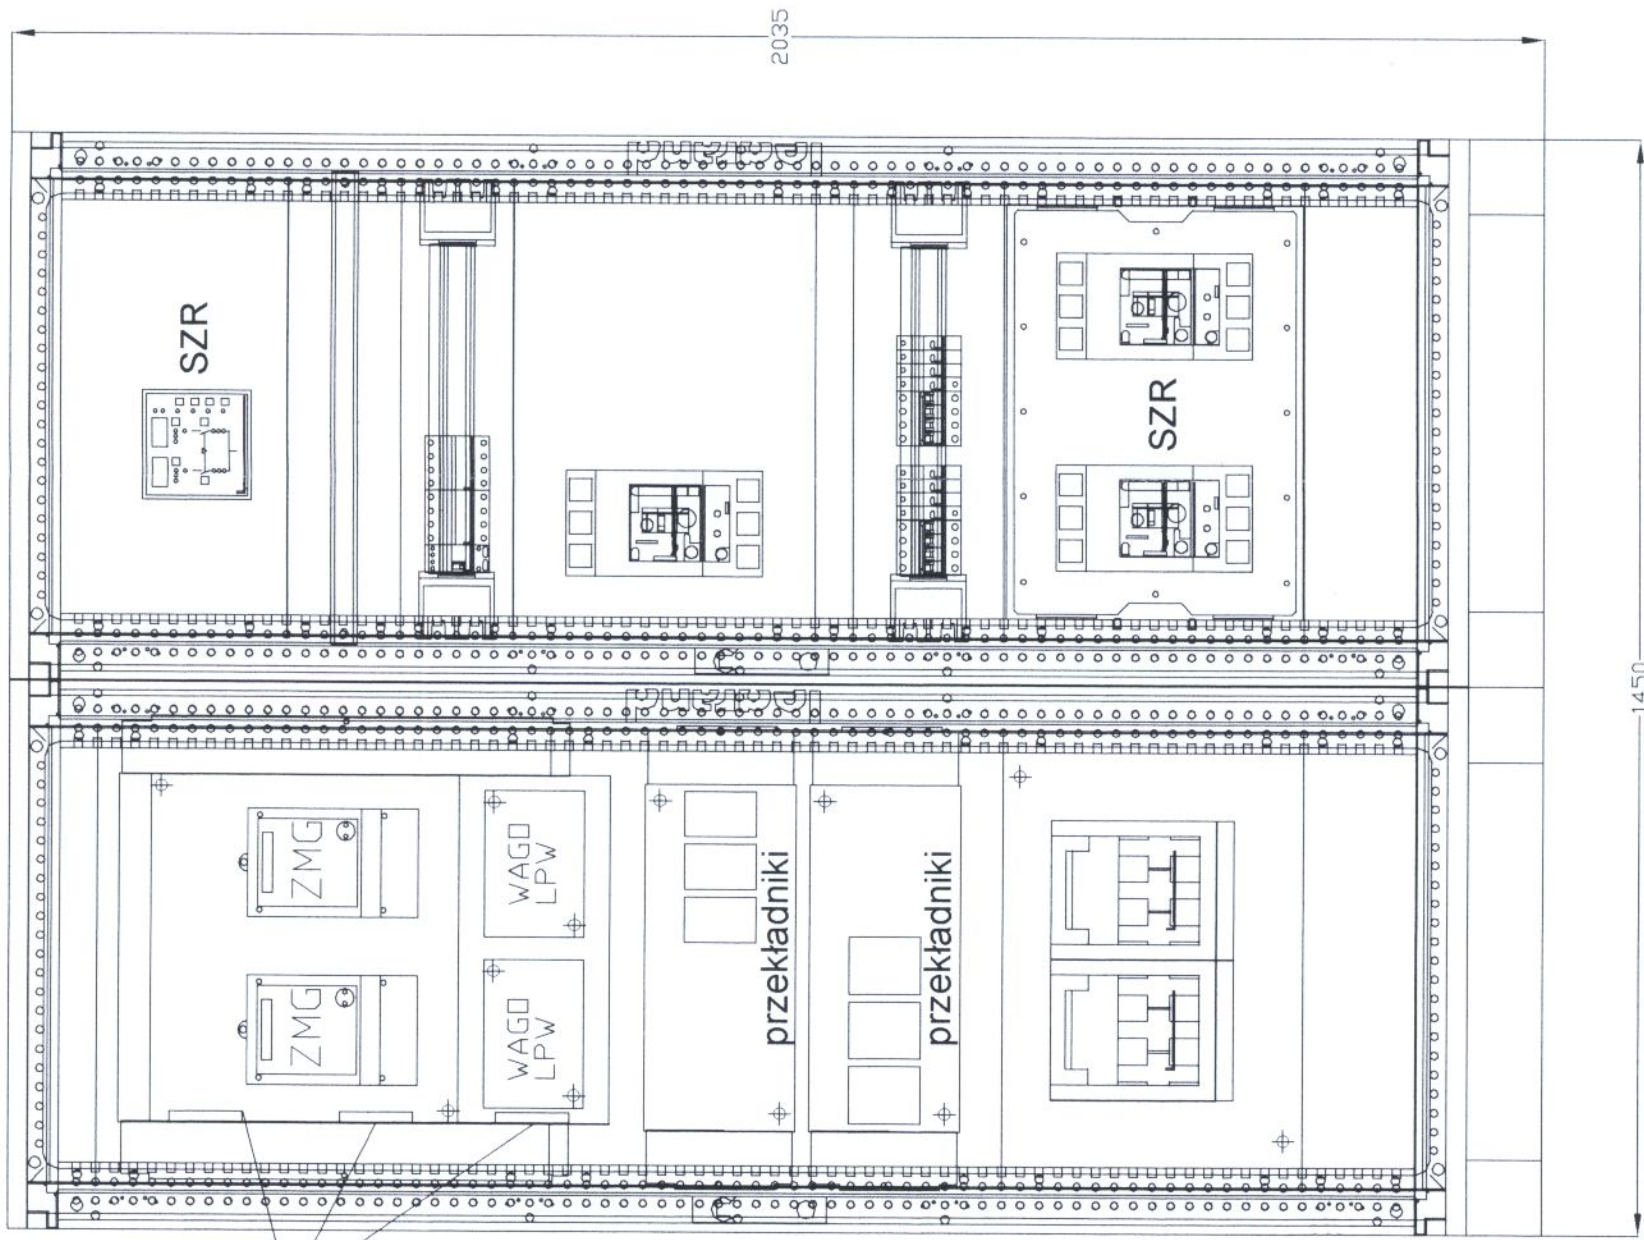 2035
SZR
SZR
1450
ZMG
ZMG
WAGO
LPW
WAGO
LPW
przekładniki
przekładniki